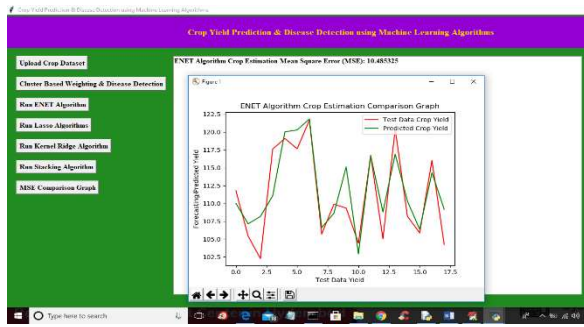 Crop Yield Prediction & Disease Detection using Machine Learning Algorithms
Crop Yield Prediction & Disease Detection using Machine Learning Algorithms
Upload Crop Dataset
ENET Algorithm Crop Estimation Mean Square Error (MSE): 10.485325
Cluster Based Weighting & Disease Detection
Run ENET Algorithm
Run Lasso Algorithms
Run Kernel Ridge Algorithm
Run Stacking Algorithm
MSE Comparison Graph
Figure 1
ENET Algorithm Crop Estimation Comparison Graph
Test Data Crop Yield
Predicted Crop Yield
Forecasting/Predicted Yield
122.5
120.0
117.5
115.0
112.5
110.0
107.5
105.0
102.5
0.0 2.5 5.0 7.5 10.0 12.5 15.0 17.5
Test Data Yield
Type here to search